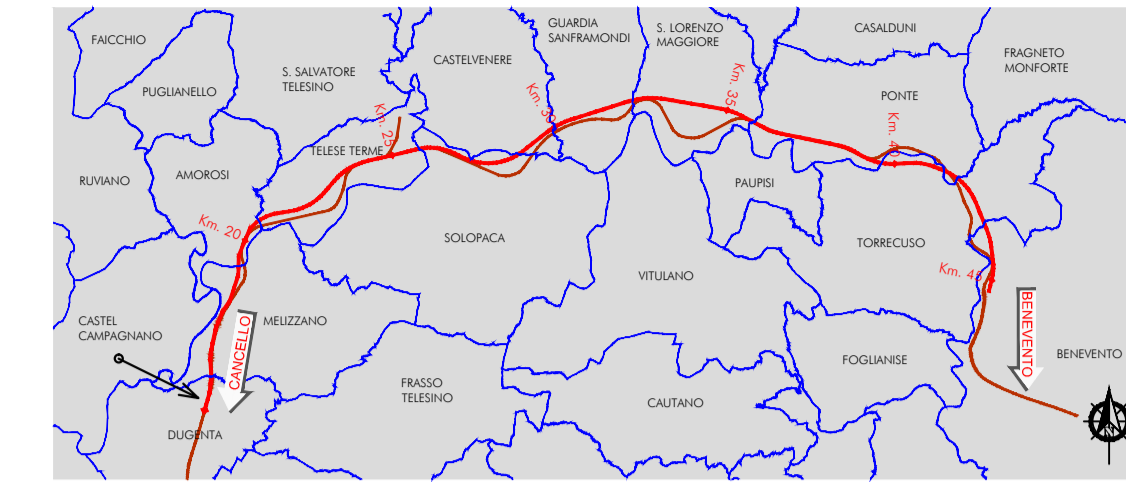 FAICCHIO
PUGLIANELLO
S. SALVATORE
TELESINO
CASTELVENERE
GUARDIA
SANFRAMONDI
S. LORENZO
MAGGIORE
CASALDUNI
FRAGNETO
MONFORTE
PONTE
Km. 25
Km. 30
Km. 35
Km. 40
RUVIANO
AMOROSI
TELESE TERME
PAUPISI
Km. 20
SOLOPACA
VITULANO
TORRECUSO
Km. 45
CASTEL
CAMPAGNANO
MELIZZANO
CANCELLO
BENEVENTO
FOGLIANISE
BENEVENTO
FRASSO
TELESINO
CAUTANO
DUGENTA
N